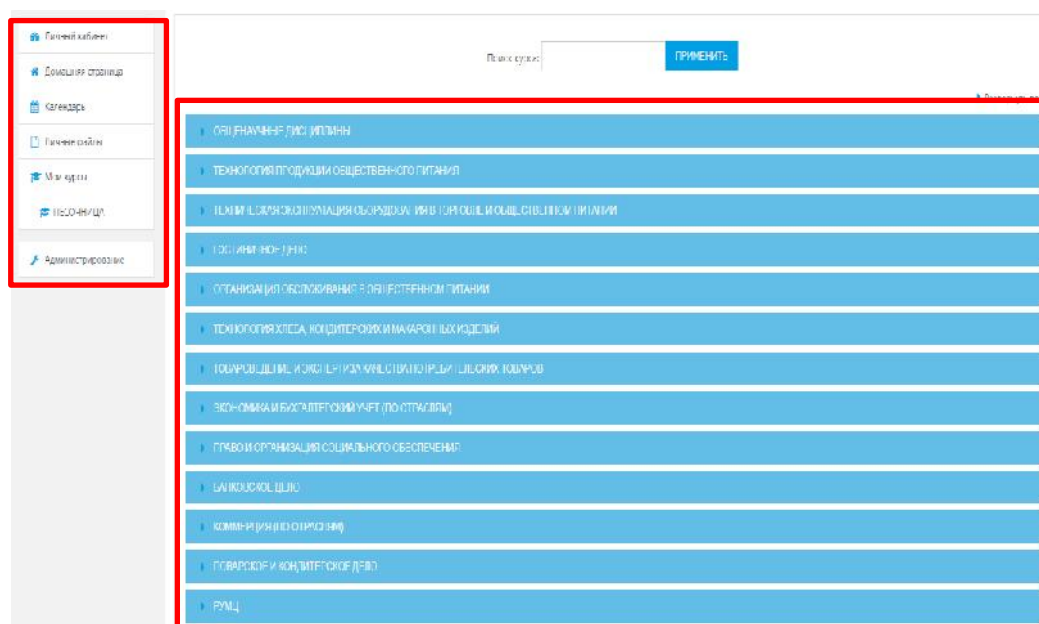 Личный кабинет
Домашняя страница
Календарь
Личные файлы
Мои курсы
ПЕСОЧНИЦА
Администрирование
Поиск курса:
ПРИМЕНИТЬ
ОБЩЕНАУЧНЫЕ ДИСЦИПЛИНЫ
ТЕХНОЛОГИЯ ПРОДУКЦИИ ОБЩЕСТВЕННОГО ПИТАНИЯ
ТЕХНИЧЕСКАЯ ЭКСПЛУАТАЦИЯ ОБОРУДОВАНИЯ В ТОРГОВЛЕ И ОБЩЕСТВЕННОМ ПИТАНИИ
ГОСТИНИЧНОЕ ДЕЛО
ОРГАНИЗАЦИЯ ОБСЛУЖИВАНИЯ В ОБЩЕСТВЕННОМ ПИТАНИИ
ТЕХНОЛОГИЯ ХЛЕБА, КОНДИТЕРСКИХ И МАКАРОННЫХ ИЗДЕЛИЙ
ТОВАРОВЕДЕНИЕ И ЭКСПЕРТИЗА КАЧЕСТВА ПОТРЕБИТЕЛЬСКИХ ТОВАРОВ
ЭКОНОМИКА И БУХГАЛТЕРСКИЙ УЧЕТ (ПО ОТРАСЛЯМ)
ПРАВО И ОРГАНИЗАЦИЯ СОЦИАЛЬНОГО ОБЕСПЕЧЕНИЯ
БАНКОВСКОЕ ДЕЛО
КОММЕРЦИЯ (ПО ОТРАСЛЯМ)
ПОВАРСКОЕ И КОНДИТЕРСКОЕ ДЕЛО
РУМЦ